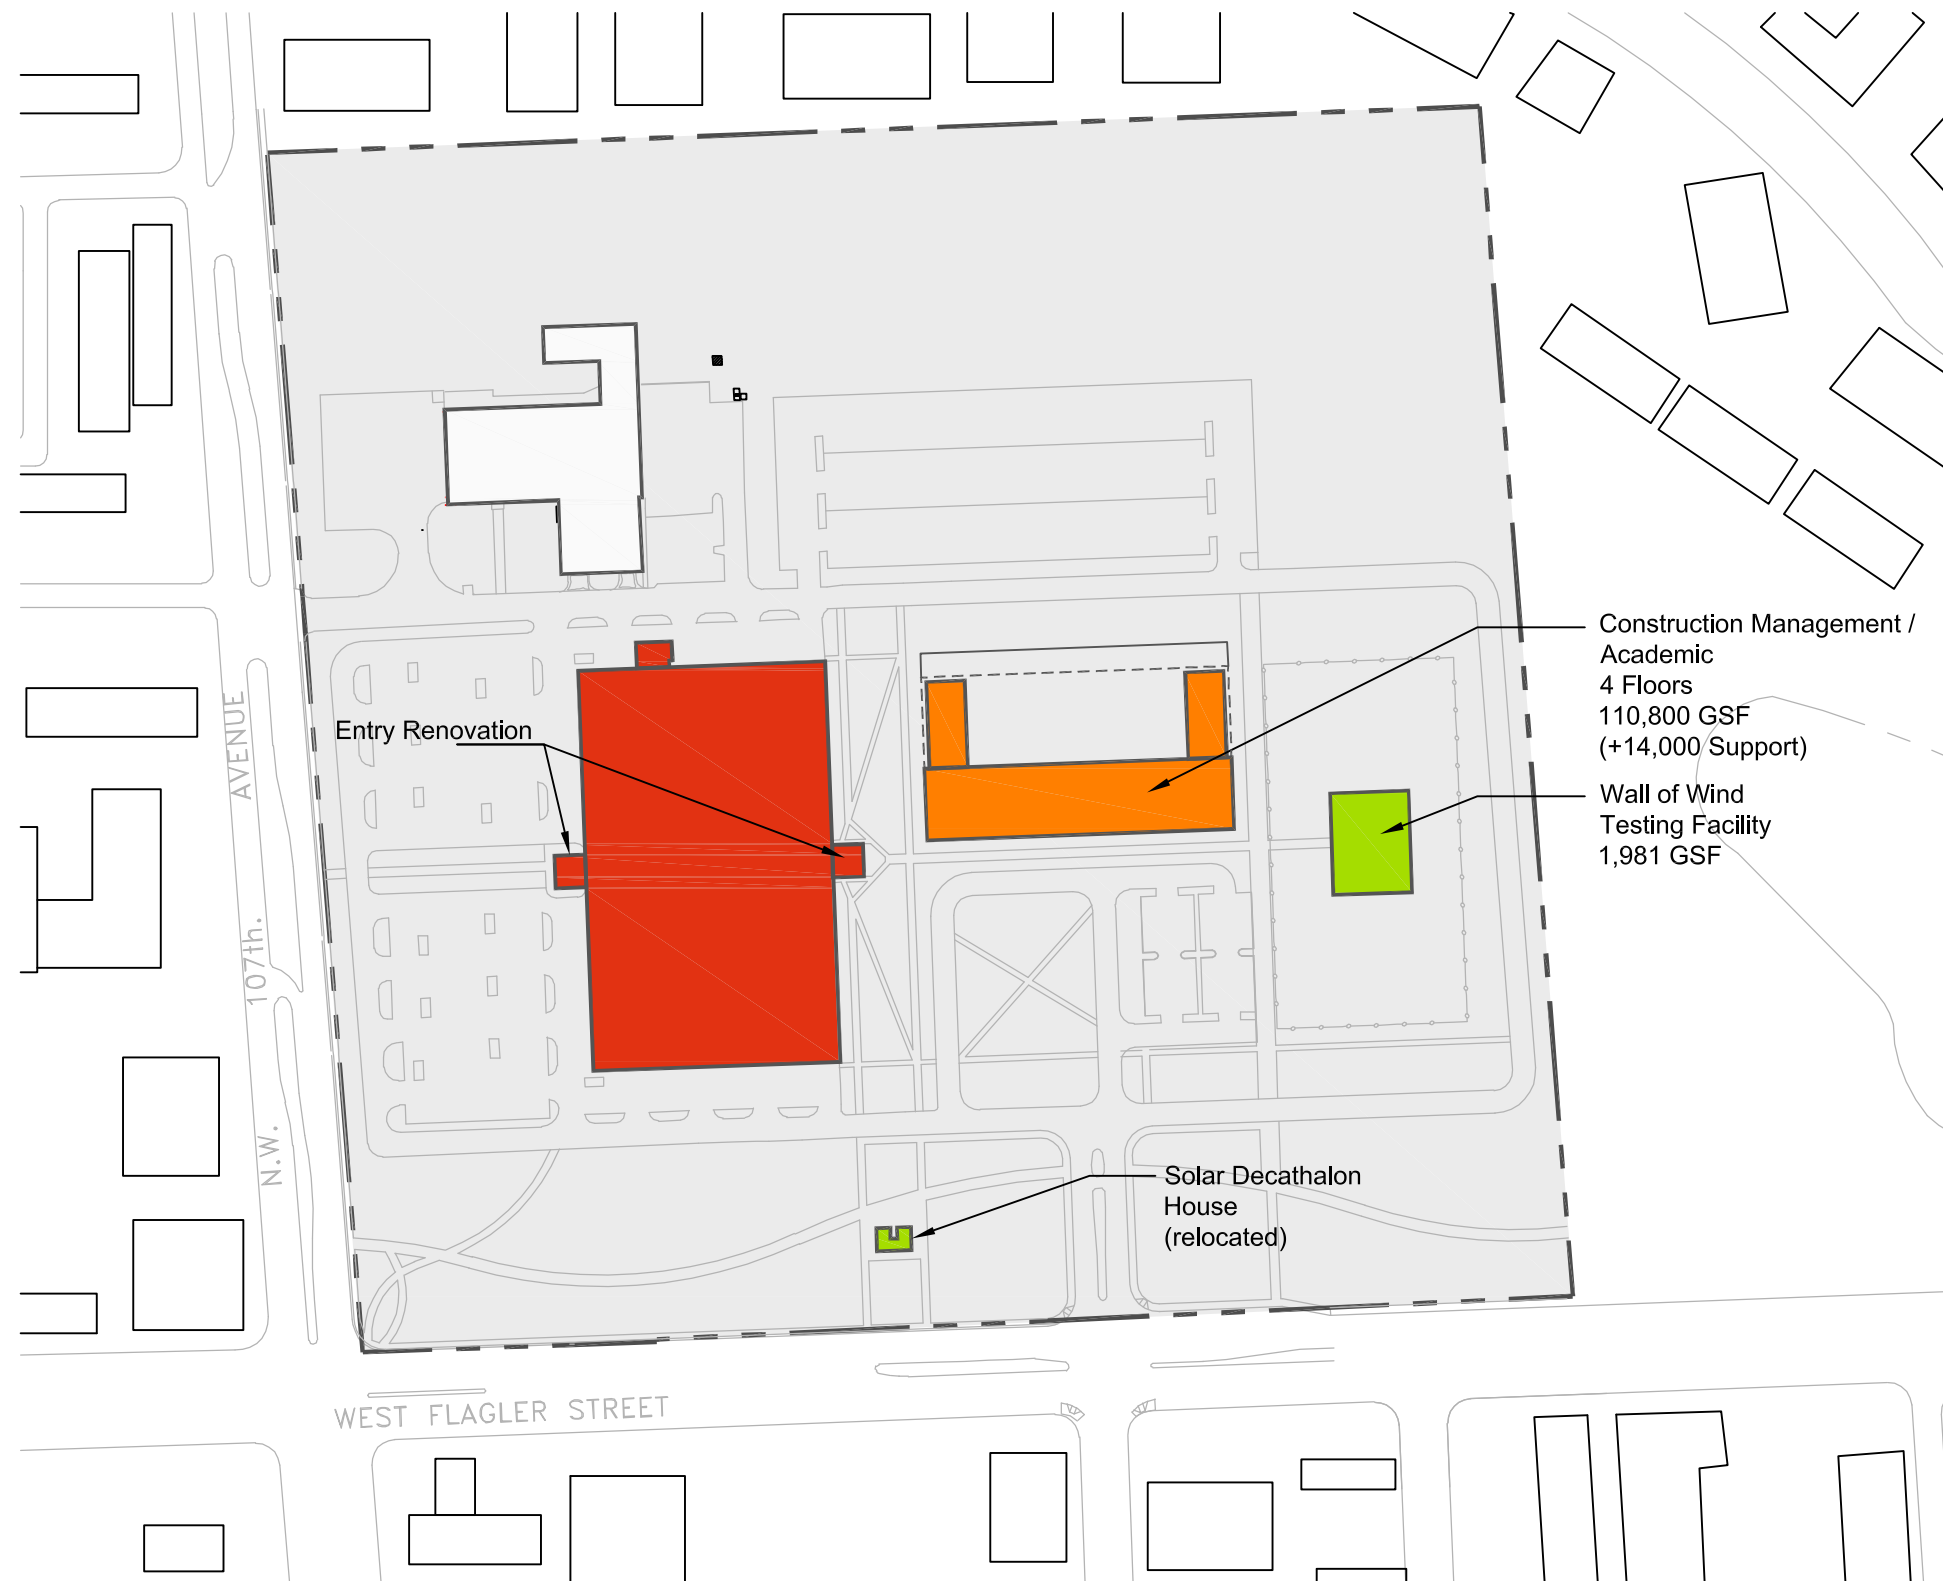 Construction Management /
Academic
4 Floors
110,800 GSF
(+14,000 Support)
Entry Renovation
Wall of Wind
Testing Facility
1,981 GSF
N.W. 107th. AVENUE
Solar Decathalon
House
(relocated)
WEST FLAGLER STREET